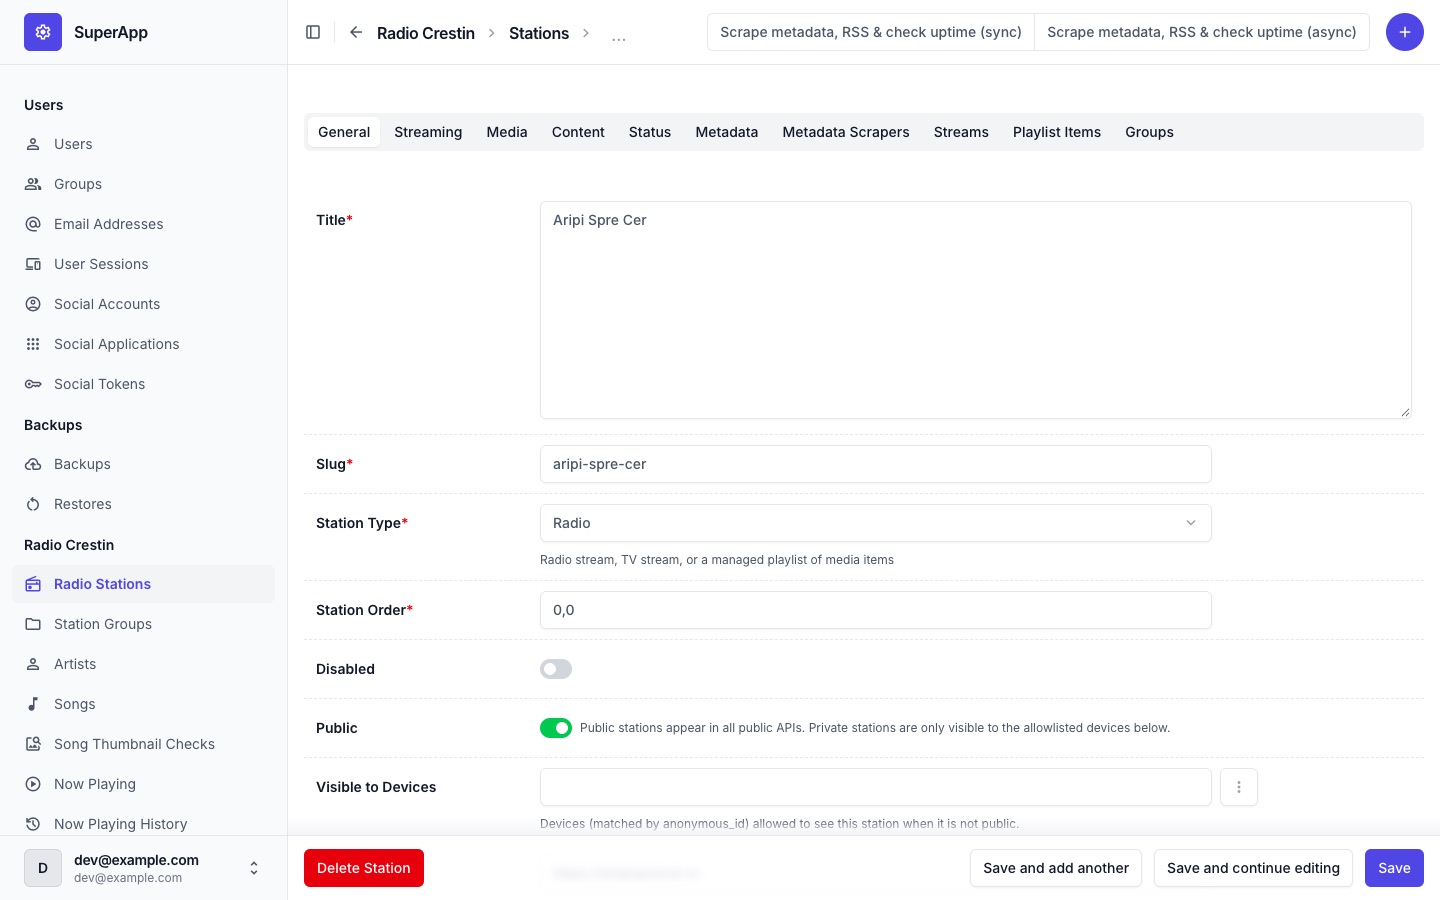 SuperApp
Radio Crestin
Stations
...
Scrape metadata, RSS & check uptime (sync)
Scrape metadata, RSS & check uptime (async)
Users
Users
Groups
Email Addresses
User Sessions
Social Accounts
Social Applications
Social Tokens
Backups
Backups
Restores
Radio Crestin
Radio Stations
Station Groups
Artists
Songs
Song Thumbnail Checks
Now Playing
Now Playing History
D
dev@example.com
dev@example.com
General
Streaming
Media
Content
Status
Metadata
Metadata Scrapers
Streams
Playlist Items
Groups
Title*
Aripi Spre Cer
Slug*
aripi-spre-cer
Station Type*
Radio
Radio stream, TV stream, or a managed playlist of media items
Station Order*
0,0
Disabled
Public
Public stations appear in all public APIs. Private stations are only visible to the allowlisted devices below.
Visible to Devices
Devices (matched by anonymous_id) allowed to see this station when it is not public.
Delete Station
Save and add another
Save and continue editing
Save